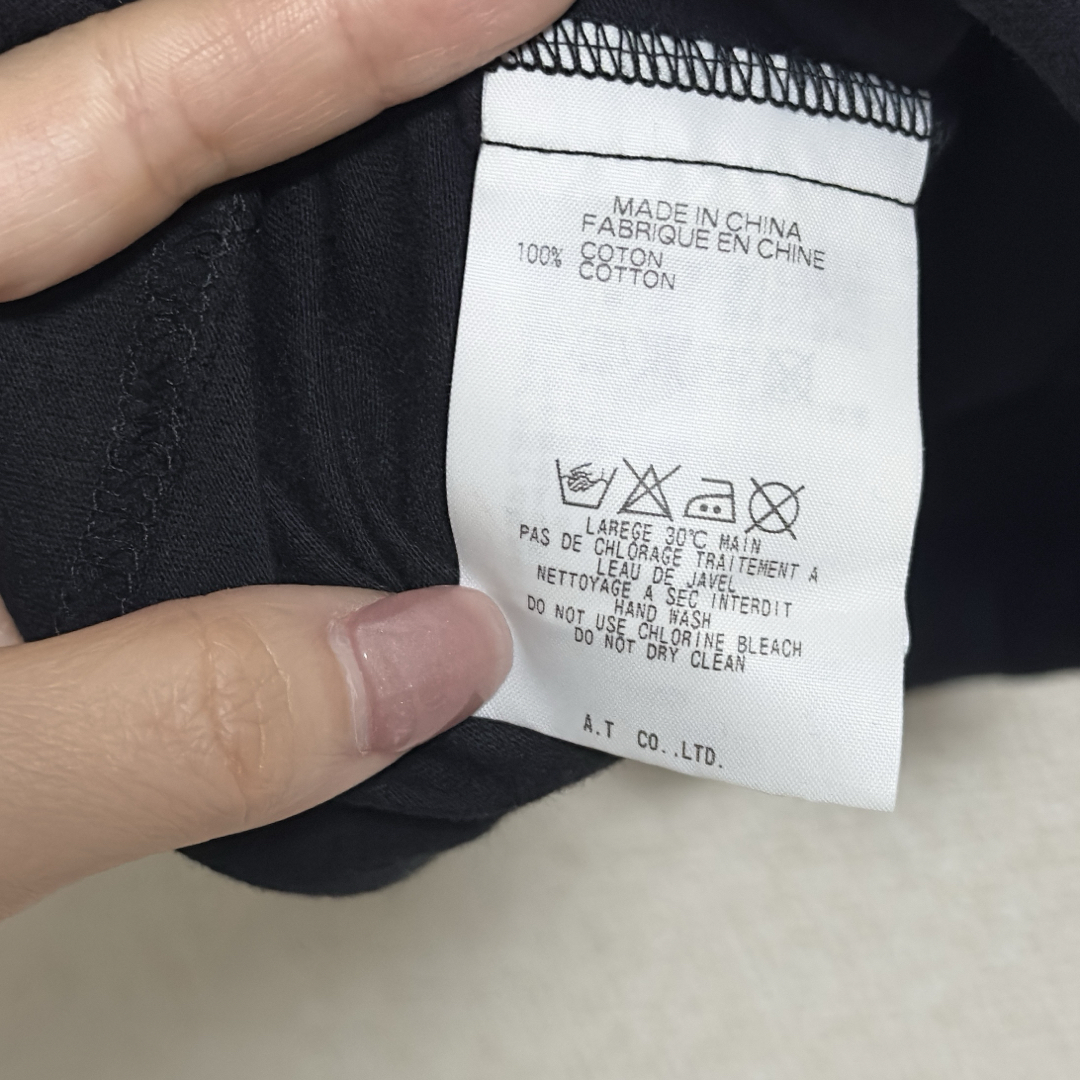 MADE IN CHINA
FABRIQUE EN CHINE
100% COTON
COTTON
LAREGE 30℃ MAIN
PAS DE CHLORAGE TRAITEMENT A
LEAU DE JAVEL
NETTOYAGE A SEC INTERDIT
HAND WASH
DO NOT USE CHLORINE BLEACH
DO NOT DRY CLEAN
A.T CO.,LTD.